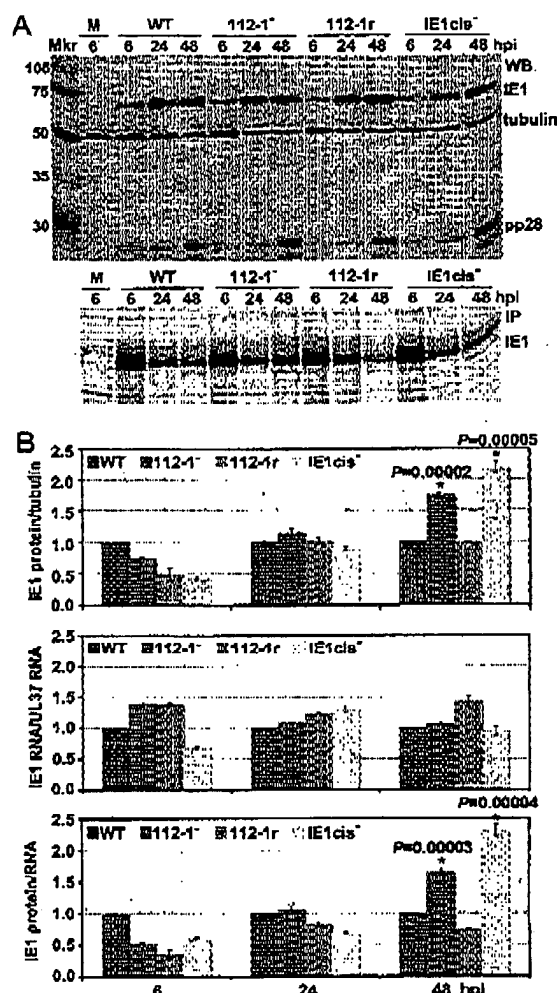 A
M WT 112-1⁻ 112-1r IE1cis⁻
Mkr 6 6 24 48 6 24 48 6 24 48 6 24 48 hpi
105 WB
75 IE1
tubulin
50
35
30 pp28
M WT 112-1⁻ 112-1r IE1cis⁻
6 6 24 48 6 24 48 6 24 48 6 24 48 hpi
IP
IE1
B
P=0.00005
2.5 WT 112-1⁻ 112-1r IE1cis⁻ *
P=0.00002
2.0 *
1.5
1.0
0.5
0.0
IE1 protein/tubulin
2.5 WT 112-1⁻ 112-1r IE1cis⁻
2.0
1.5
1.0
0.5
0.0
IE1 RNA/UL37 RNA
P=0.00004
2.5 WT 112-1⁻ 112-1r IE1cis⁻ *
P=0.00003
2.0 *
1.5
1.0
0.5
0.0
IE1 protein/RNA
6 24 48 hpi